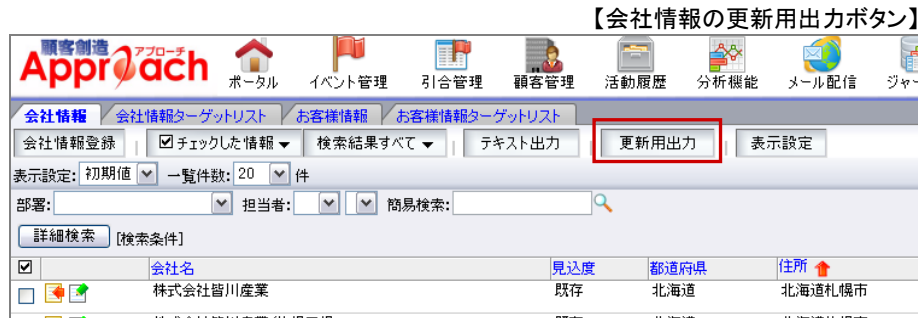 【会社情報の更新用出力ボタン】
顧客創造 アプローチ
Approach
ポータル イベント管理 引合管理 顧客管理 活動履歴 分析機能 メール配信 ジャー
会社情報 会社情報ターゲットリスト お客様情報 お客様情報ターゲットリスト
会社情報登録 チェックした情報 検索結果すべて テキスト出力 更新用出力 表示設定
表示設定: 初期値 一覧件数: 20 件
部署: 担当者: 簡易検索:
詳細検索 [検索条件]
会社名 見込度 都道府県 住所
株式会社皆川産業 既存 北海道 北海道札幌市